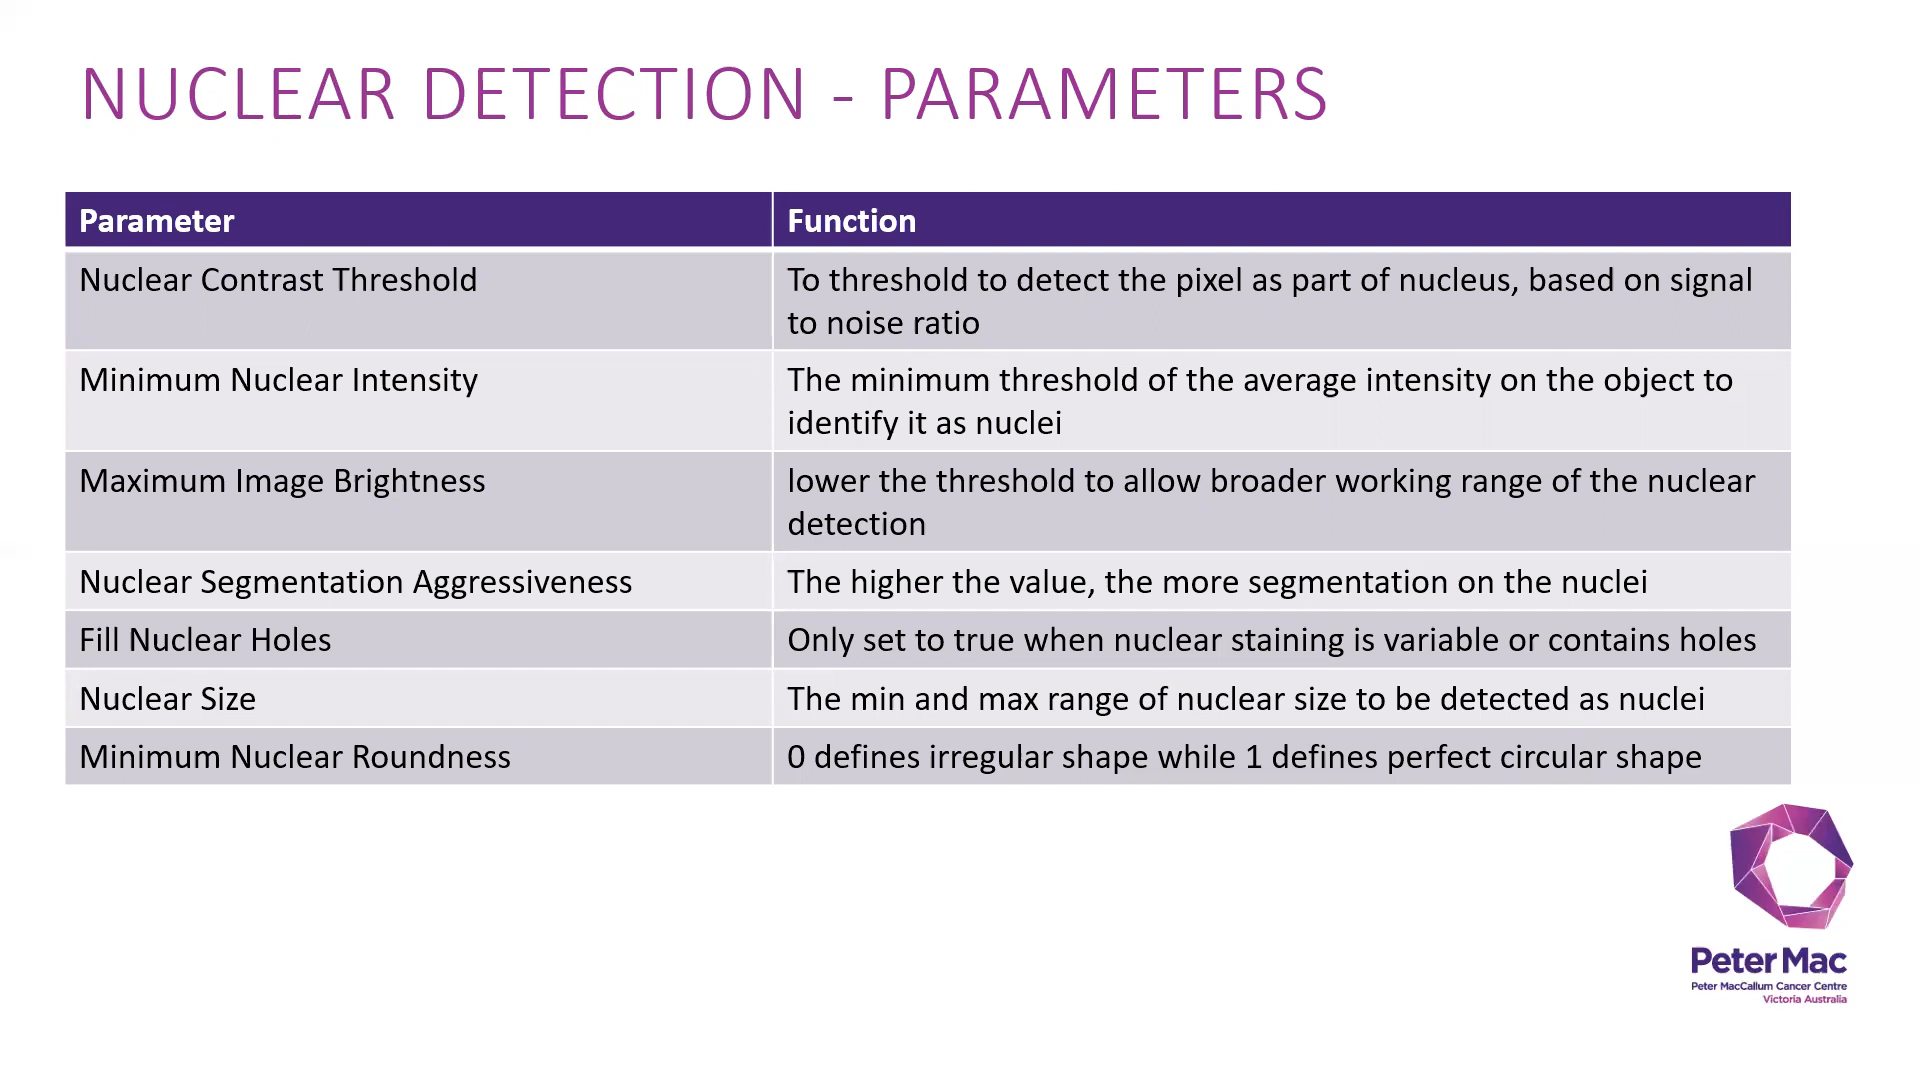 NUCLEAR DETECTION - PARAMETERS
Parameter
Function
Nuclear Contrast Threshold
To threshold to detect the pixel as part of nucleus, based on signal
to noise ratio
Minimum Nuclear Intensity
The minimum threshold of the average intensity on the object to
identify it as nuclei
Maximum Image Brightness
lower the threshold to allow broader working range of the nuclear
detection
Nuclear Segmentation Aggressiveness
The higher the value, the more segmentation on the nuclei
Fill Nuclear Holes
Only set to true when nuclear staining is variable or contains holes
Nuclear Size
The min and max range of nuclear size to be detected as nuclei
Minimum Nuclear Roundness
0 defines irregular shape while 1 defines perfect circular shape
Peter Mac
Peter MacCallum Cancer Centre
Victoria Australia